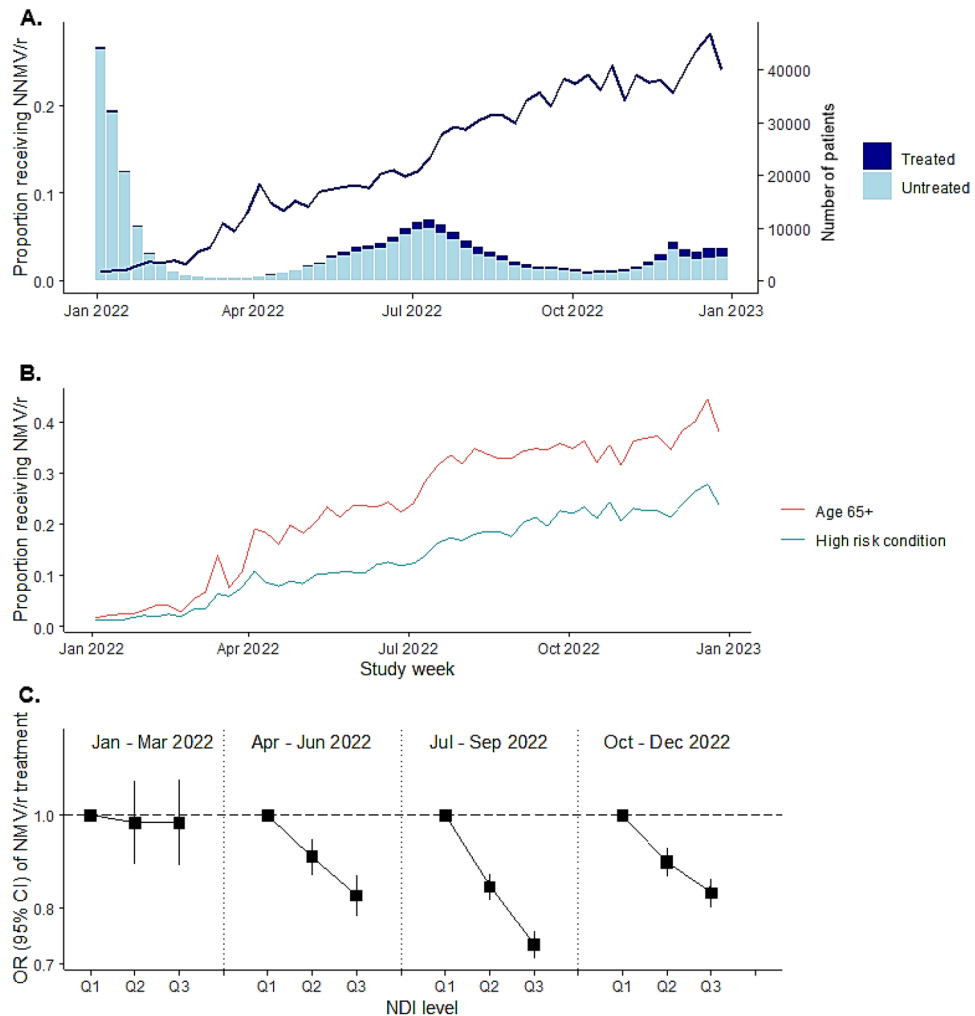 A.
Proportion receiving NNMV/r
0.2
0.1
0.0
40000
30000
20000
10000
0
Number of patients
Treated
Untreated
Jan 2022 Apr 2022 Jul 2022 Oct 2022 Jan 2023
B.
Proportion receiving NMV/r
0.4
0.3
0.2
0.1
0.0
Age 65+
High risk condition
Jan 2022 Apr 2022 Jul 2022 Oct 2022 Jan 2023
Study week
C.
OR (95% CI) of NMV/r treatment
Jan - Mar 2022 Apr - Jun 2022 Jul - Sep 2022 Oct - Dec 2022
1.0
0.8
0.7
Q1 Q2 Q3 Q1 Q2 Q3 Q1 Q2 Q3 Q1 Q2 Q3
NDI level